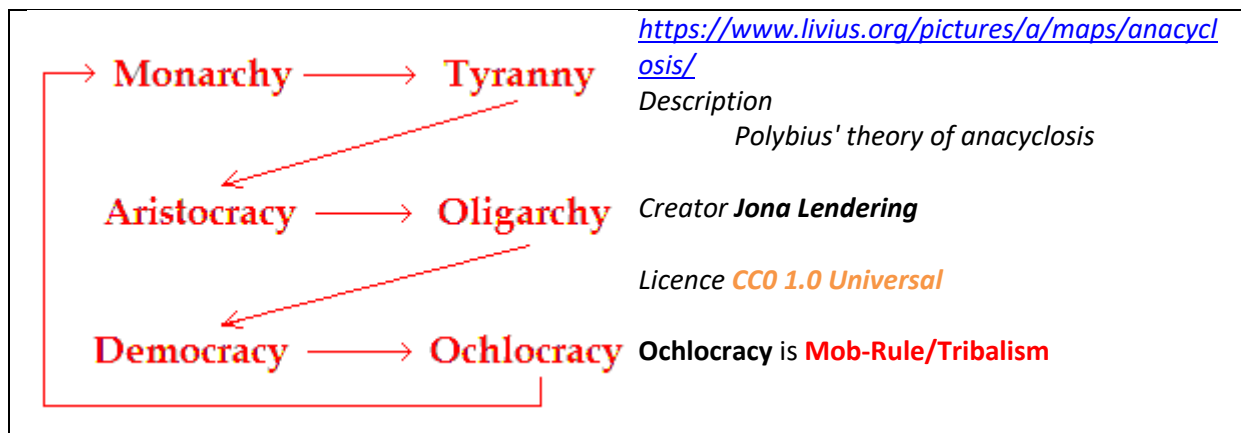 Monarchy Tyranny
Aristocracy Oligarchy
Democracy Ochlocracy
https://www.livius.org/pictures/a/maps/anacycl
osis/
Description
Polybius' theory of anacyclosis
Creator Jona Lendering
Licence CC0 1.0 Universal
Ochlocracy is Mob-Rule/Tribalism